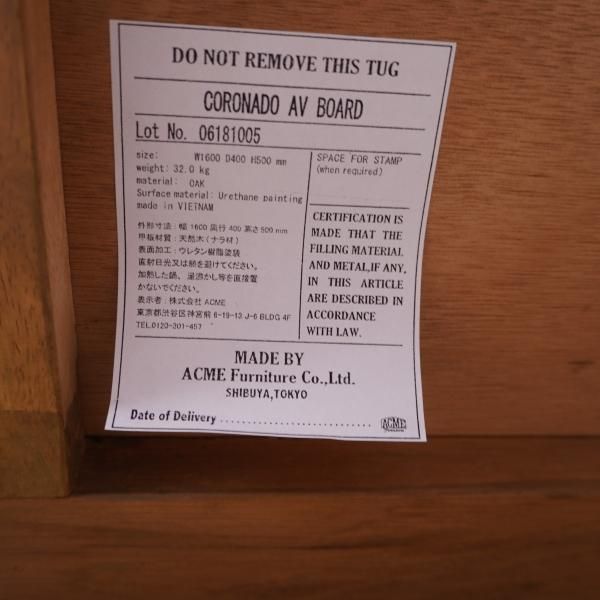 DO NOT REMOVE THIS TUG
CORONADO AV BOARD
Lot No. 06181005
size: W1600 D400 H500 mm
weight: 32.0 kg
material: OAK
Surface material: Urethane painting
made in VIETNAM
外形寸法：幅 1600 奥行 400 高さ 500 mm
甲板材質：天然木（ナラ材）
表面加工：ウレタン樹脂塗装
直射日光又は熱を避けてください。
加熱した鍋、湯沸かし等を直接置
かないでください。
表示者：株式会社 ACME
東京都渋谷区神宮前 6-19-13 J-6 BLDG 4F
TEL.0120-301-457
SPACE FOR STAMP
(when required)
CERTIFICATION IS
MADE THAT THE
FILLING MATERIAL
AND METAL,IF ANY,
IN THIS ARTICLE
ARE DESCRIBED IN
ACCORDANCE
WITH LAW.
MADE BY
ACME Furniture Co.,Ltd.
SHIBUYA,TOKYO
Date of Delivery
ACME